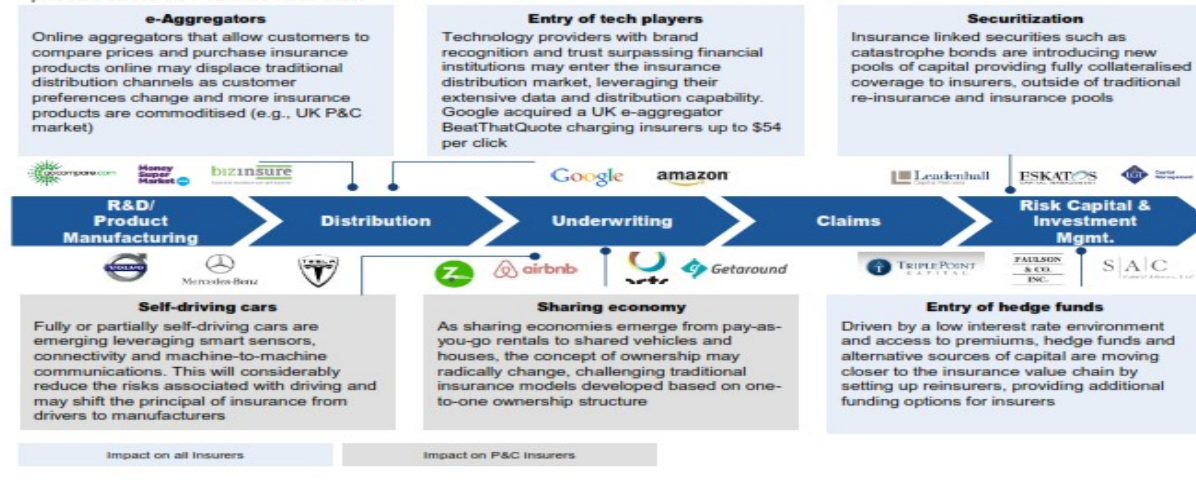 e-Aggregators
Online aggregators that allow customers to
compare prices and purchase insurance
products online may displace traditional
distribution channels as customer
preferences change and more insurance
products are commoditised (e.g., UK P&C
market)
Entry of tech players
Technology providers with brand
recognition and trust surpassing financial
institutions may enter the insurance
distribution market, leveraging their
extensive data and distribution capability.
Google acquired a UK e-aggregator
BeatThatQuote charging insurers up to $54
per click
Securitization
Insurance linked securities such as
catastrophe bonds are introducing new
pools of capital providing fully collateralised
coverage to insurers, outside of traditional
re-insurance and insurance pools
gocompare.com
Money
Super
Market
bizinsure
Google
amazon
Leadenhall
ESKATOS
CAPITAL MANAGEMENT
LGT
Capital
Management
R&D/
Product
Manufacturing
Distribution
Underwriting
Claims
Risk Capital &
Investment
Mgmt.
VOLVO
Mercedes-Benz
TESLA
Z
airbnb
Getaround
TRIPLEPOINT
CAPITAL
PAULSON
& CO.
INC.
S|A|C
Self-driving cars
Fully or partially self-driving cars are
emerging leveraging smart sensors,
connectivity and machine-to-machine
communications. This will considerably
reduce the risks associated with driving and
may shift the principal of insurance from
drivers to manufacturers
Sharing economy
As sharing economies emerge from pay-as-
you-go rentals to shared vehicles and
houses, the concept of ownership may
radically change, challenging traditional
insurance models developed based on one-
to-one ownership structure
Entry of hedge funds
Driven by a low interest rate environment
and access to premiums, hedge funds and
alternative sources of capital are moving
closer to the insurance value chain by
setting up reinsurers, providing additional
funding options for insurers
Impact on all Insurers
Impact on P&C Insurers